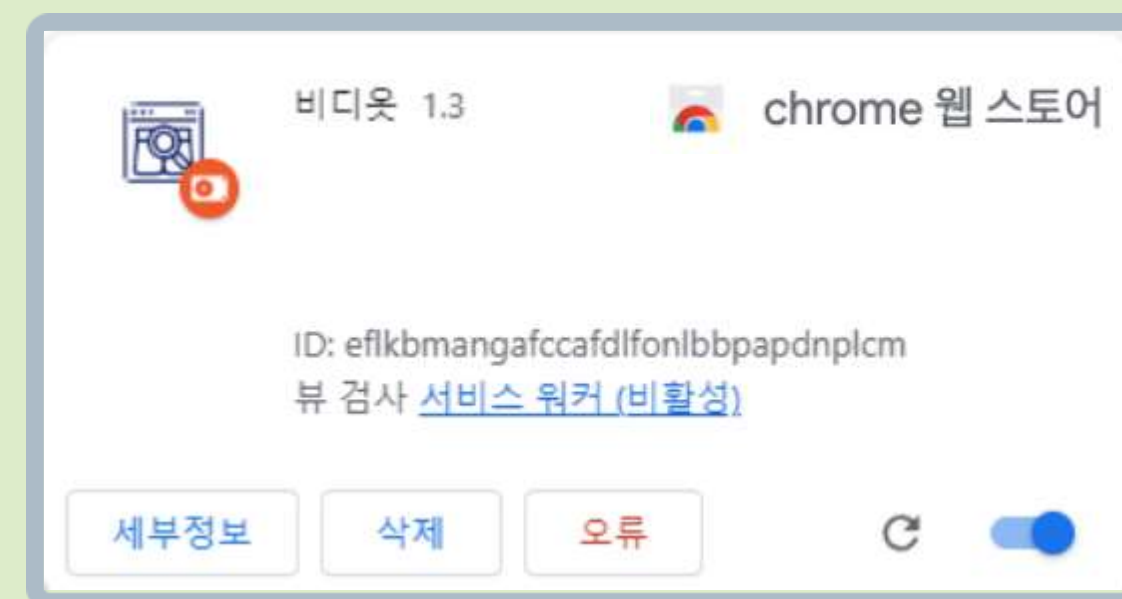 비디옷 1.3
chrome 웹 스토어
ID: eflkbmangafccafdlfonlbbpapdnplcm
뷰 검사 서비스 워커 (비활성)
세부정보
삭제
오류